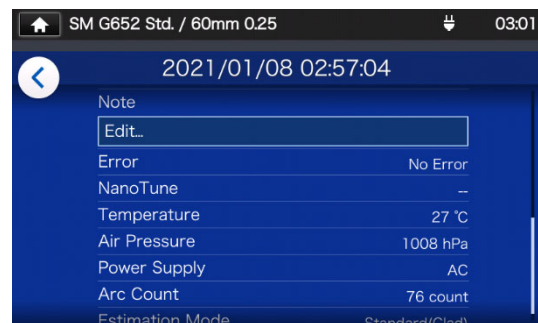 SM G652 Std. / 60mm 0.25 03:01
2021/01/08 02:57:04
Note
Edit...
Error No Error
NanoTune --
Temperature 27 ℃
Air Pressure 1008 hPa
Power Supply AC
Arc Count 76 count
Estimation Mode Standard(Clad)